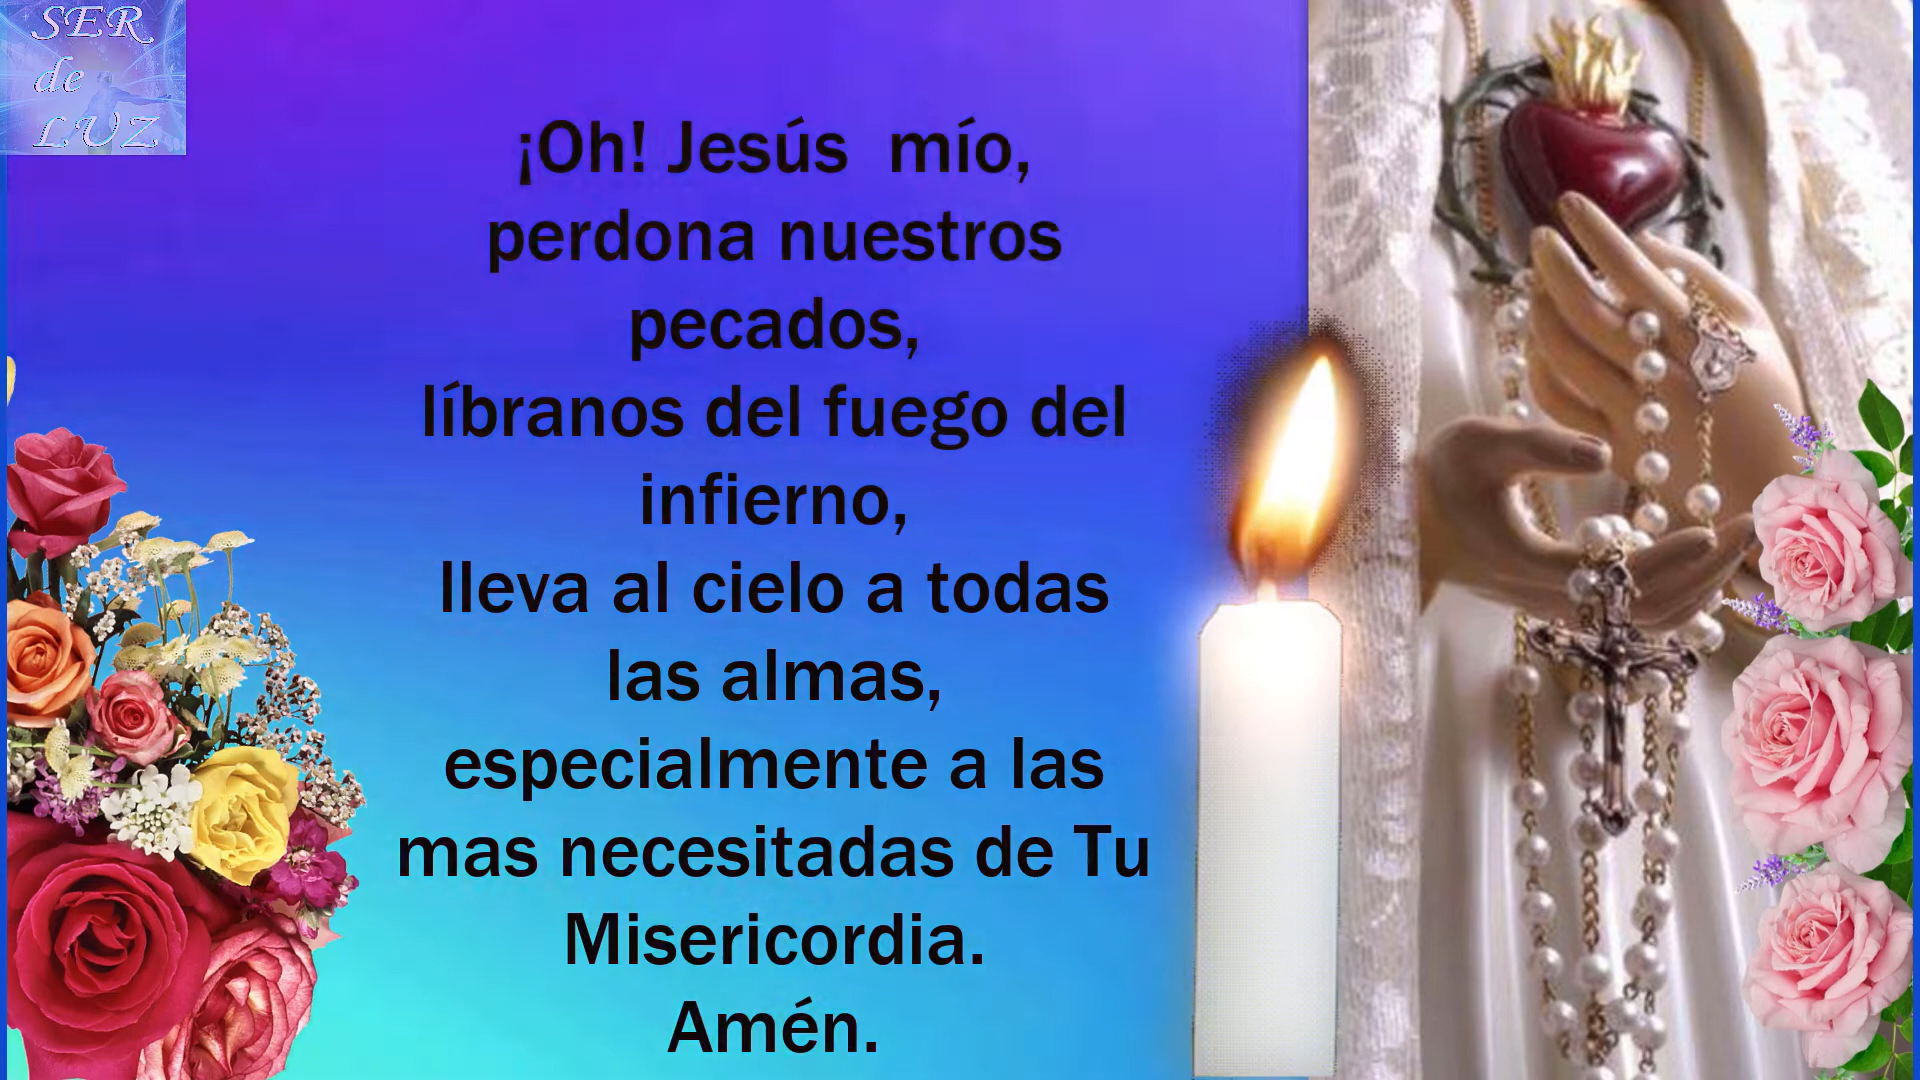 SER
de
LUZ
¡Oh! Jesús mío,
perdona nuestros
pecados,
líbranos del fuego del
infierno,
lleva al cielo a todas
las almas,
especialmente a las
mas necesitadas de Tu
Misericordia.
Amén.